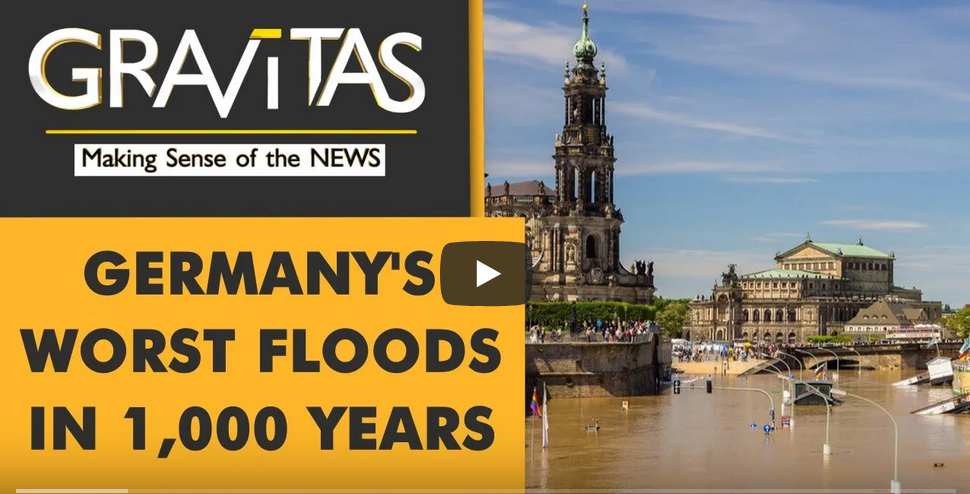 GRAVITAS
Making Sense of the NEWS
GERMANY'S
WORST FLOODS
IN 1,000 YEARS